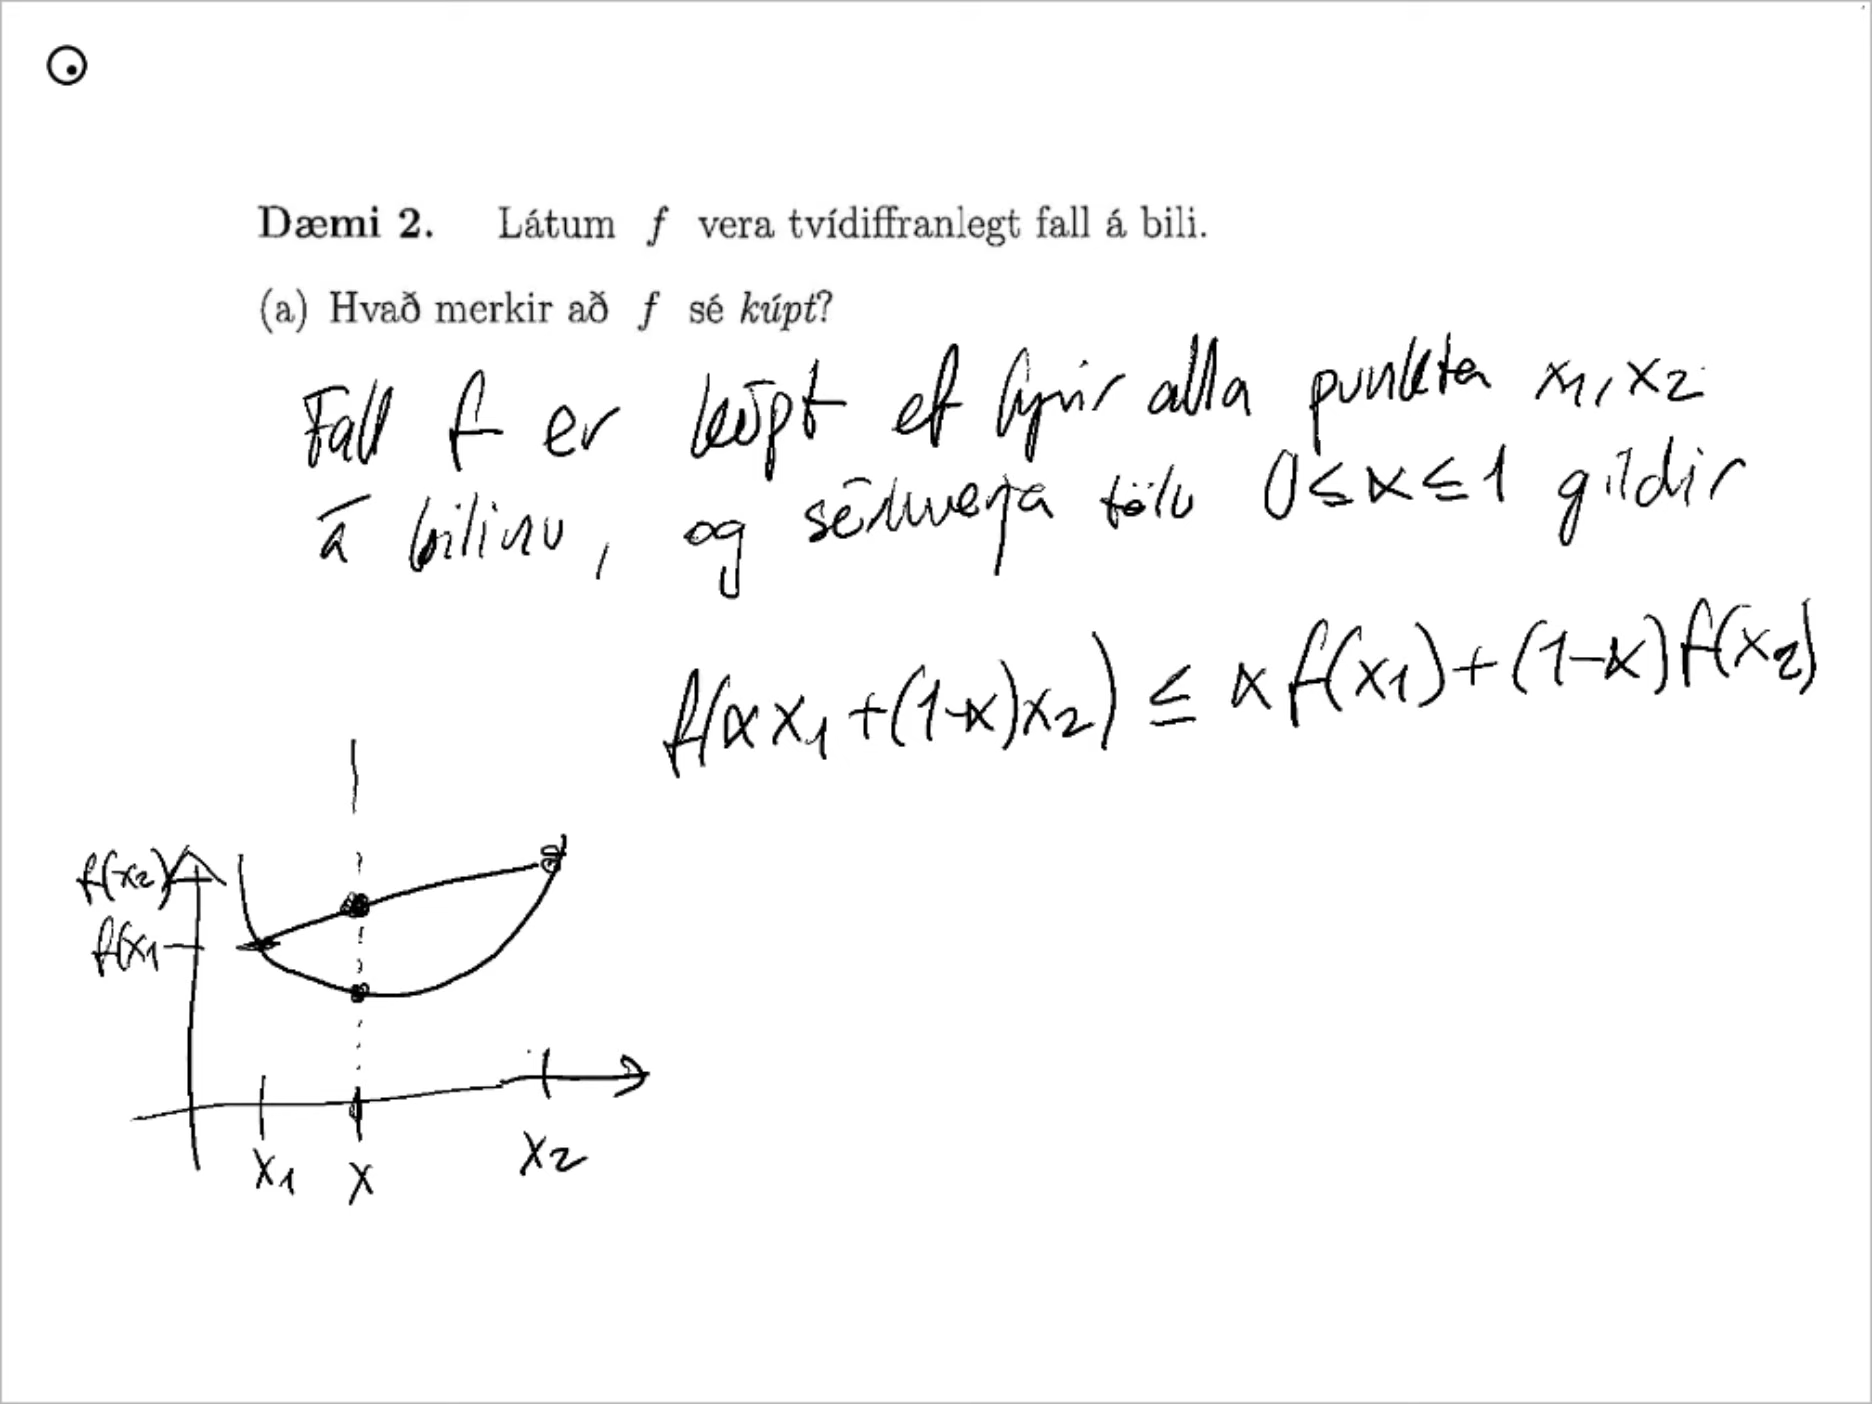 Dæmi 2. Látum f vera tvídiffranlegt fall á bili.
(a) Hvað merkir að f sé kúpt?
Fall f er kúpt ef fyrir alla punkta x₁, x₂
á bilinu, og sérhverja tölu 0 ≤ α ≤ 1 gildir
f(αx₁ + (1-α)x₂) ≤ αf(x₁) + (1-α)f(x₂)
f(x₂)
f(x₁
x₁ x x₂